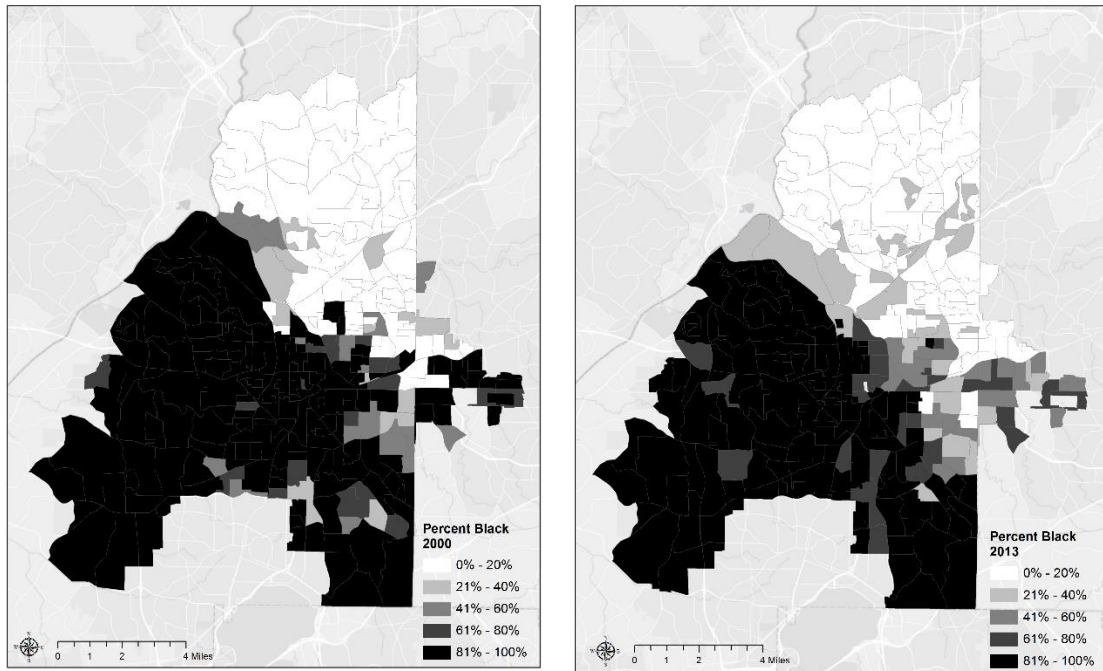 Percent Black
2000
0% - 20%
21% - 40%
41% - 60%
61% - 80%
81% - 100%
0 1 2 4 Miles
Percent Black
2013
0% - 20%
21% - 40%
41% - 60%
61% - 80%
81% - 100%
0 1 2 4 Miles